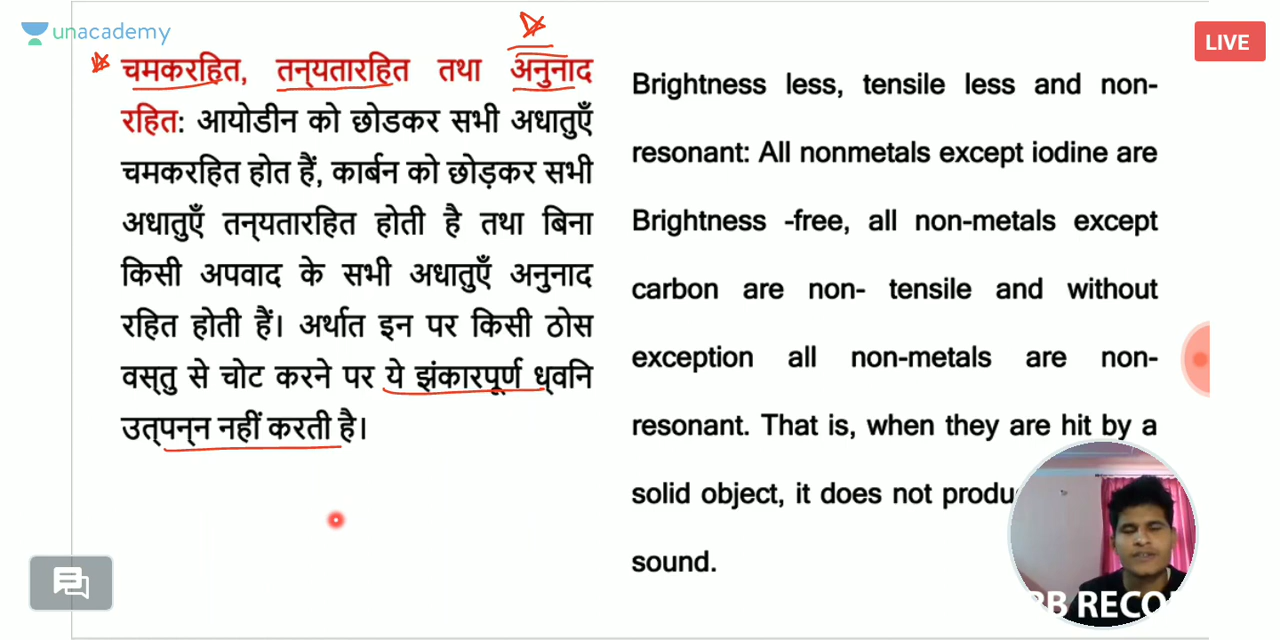 unacademy
LIVE
चमकरहित, तन्यतारहित तथा अनुनाद
रहित: आयोडीन को छोडकर सभी अधातुएँ
चमकरहित होत हैं, कार्बन को छोड़कर सभी
अधातुएँ तन्यतारहित होती है तथा बिना
किसी अपवाद के सभी अधातुएँ अनुनाद
रहित होती हैं। अर्थात इन पर किसी ठोस
वस्तु से चोट करने पर ये झंकारपूर्ण ध्वनि
उत्पन्न नहीं करती है।
Brightness less, tensile less and non-
resonant: All nonmetals except iodine are
Brightness -free, all non-metals except
carbon are non- tensile and without
exception all non-metals are non-
resonant. That is, when they are hit by a
solid object, it does not
sound.